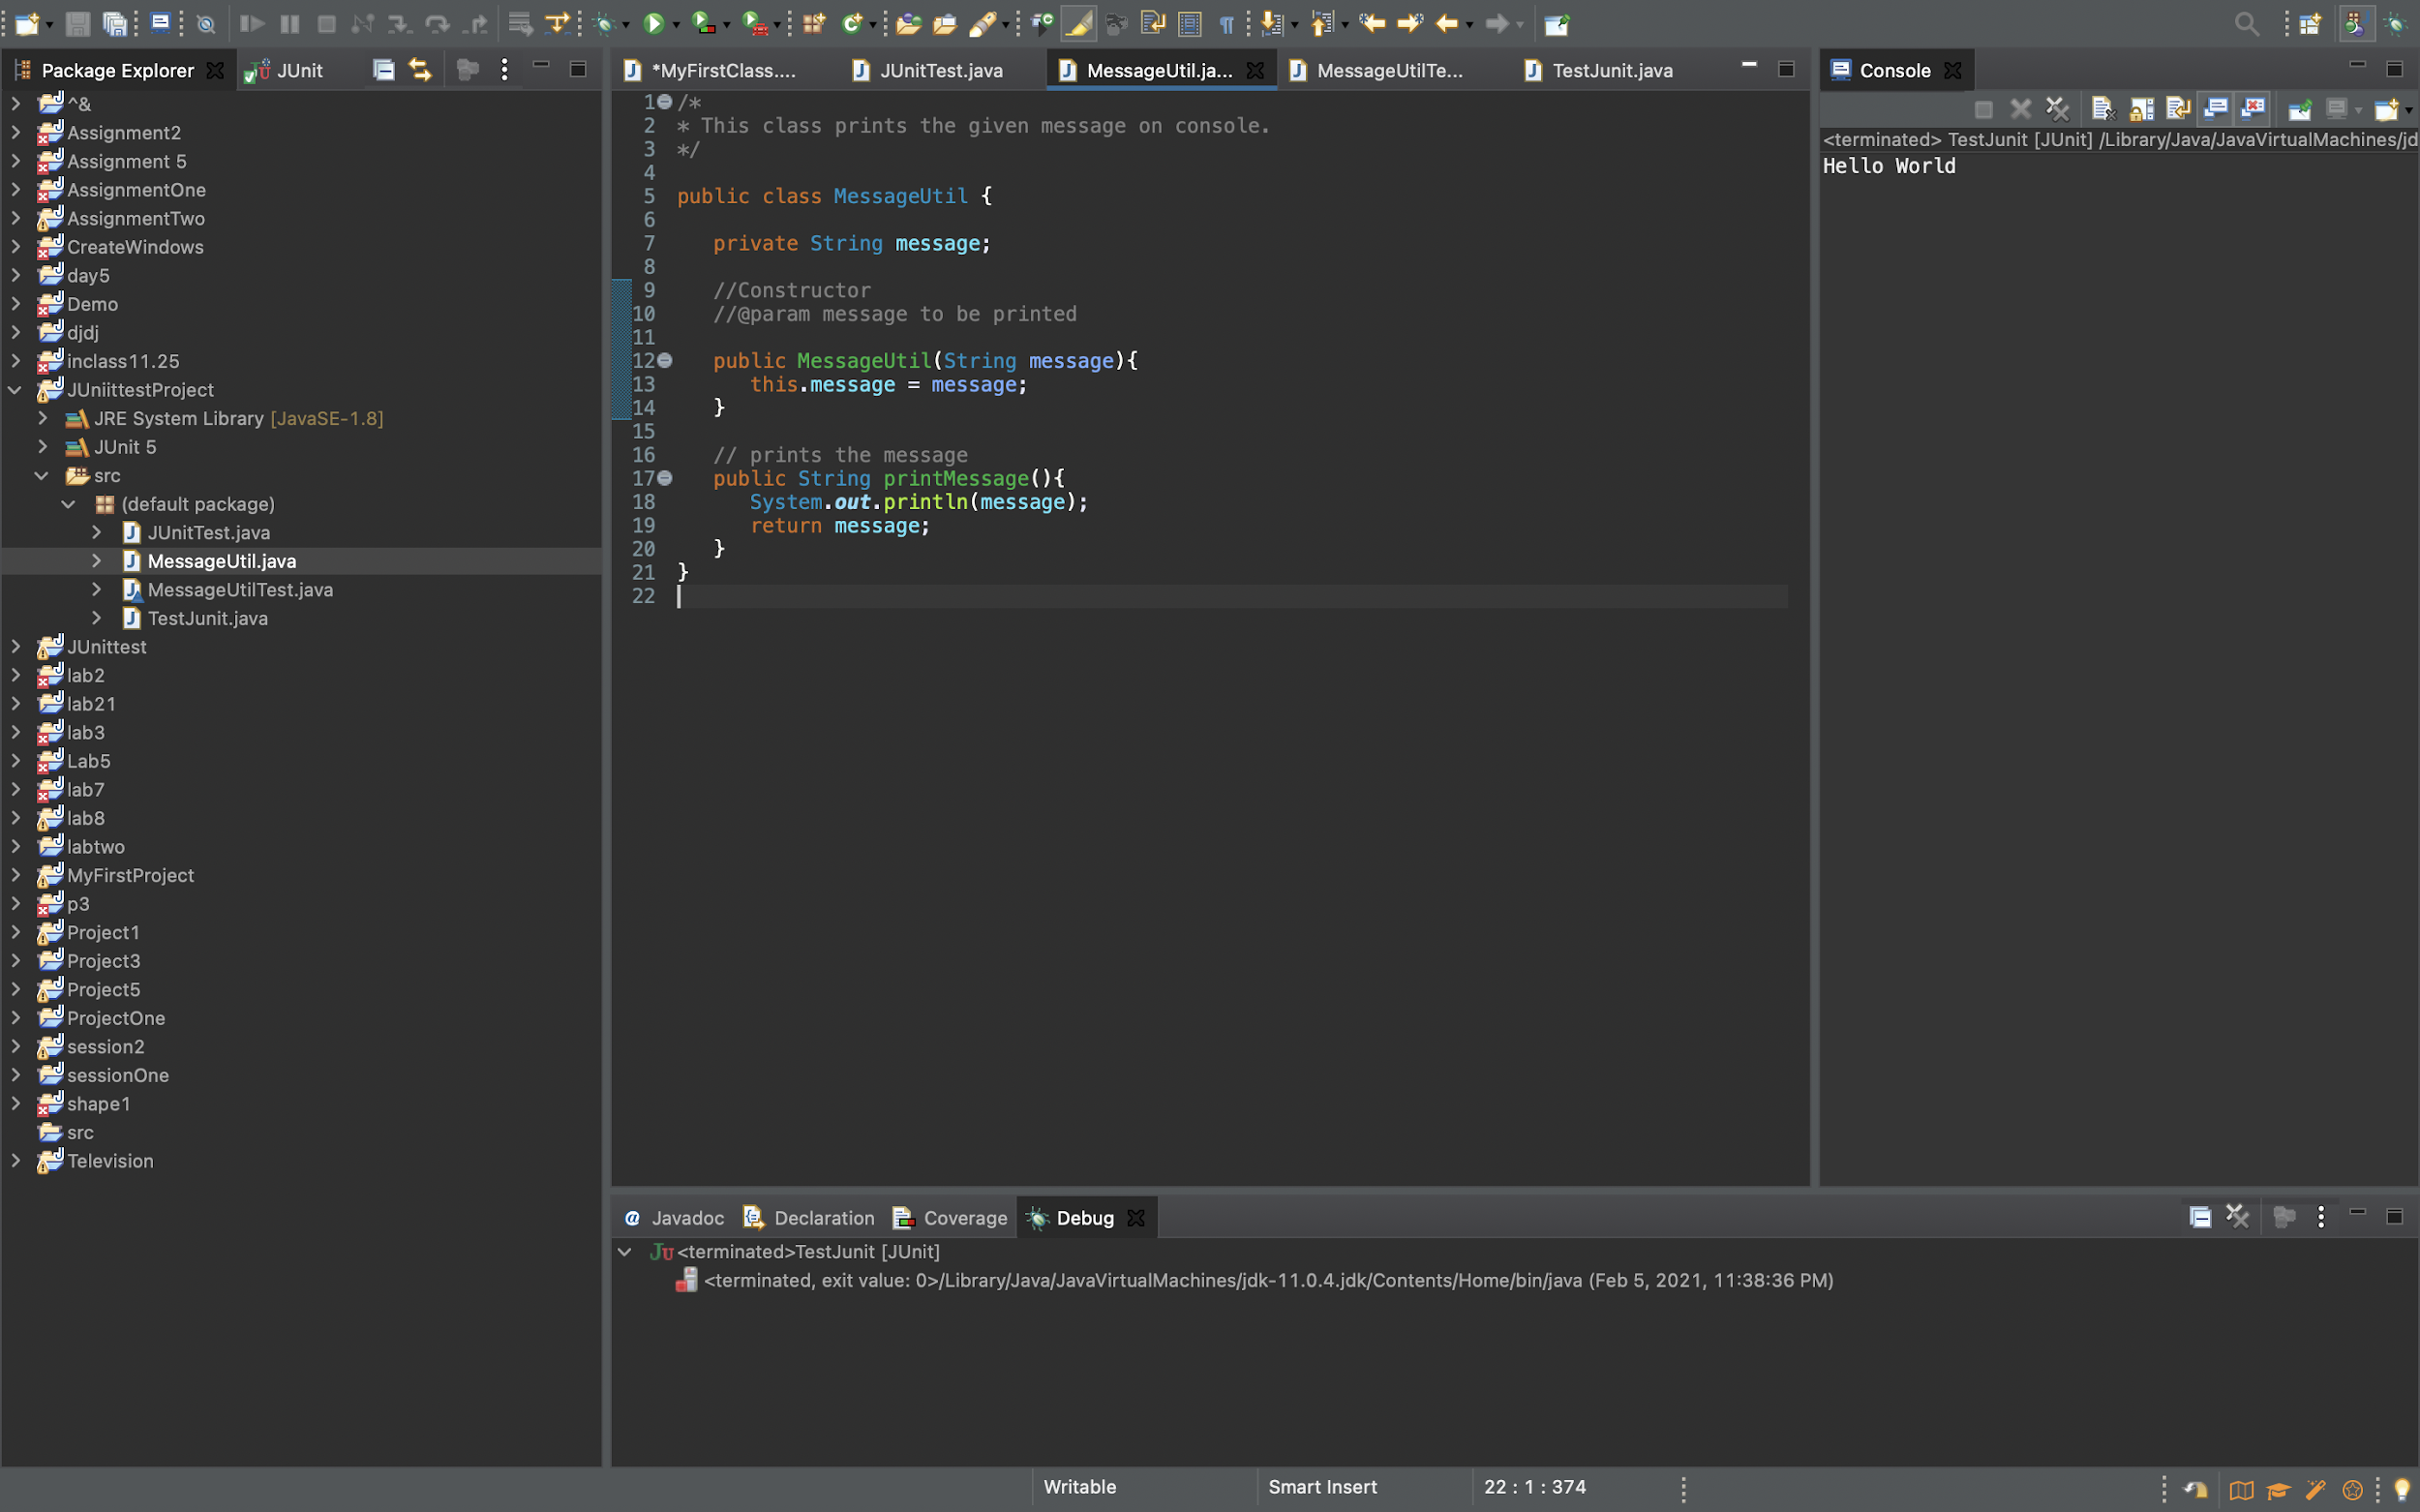 Package Explorer
JUnit
^&
Assignment2
Assignment 5
AssignmentOne
AssignmentTwo
CreateWindows
day5
Demo
djdj
inclass11.25
JUniittestProject
JRE System Library [JavaSE-1.8]
JUnit 5
src
(default package)
JUnitTest.java
MessageUtil.java
MessageUtilTest.java
TestJunit.java
JUnittest
lab2
lab21
lab3
Lab5
lab7
lab8
labtwo
MyFirstProject
p3
Project1
Project3
Project5
ProjectOne
session2
sessionOne
shape1
src
Television
*MyFirstClass....
JUnitTest.java
MessageUtil.ja...
MessageUtilTe...
TestJunit.java
1 /*
2 * This class prints the given message on console.
3 */
4
5 public class MessageUtil {
6
7 private String message;
8
9 //Constructor
10 //@param message to be printed
11
12 public MessageUtil(String message){
13 this.message = message;
14 }
15
16 // prints the message
17 public String printMessage(){
18 System.out.println(message);
19 return message;
20 }
21 }
22
Console
<terminated> TestJunit [JUnit] /Library/Java/JavaVirtualMachines/jd
Hello World
@ Javadoc
Declaration
Coverage
Debug
Ju <terminated>TestJunit [JUnit]
<terminated, exit value: 0>/Library/Java/JavaVirtualMachines/jdk-11.0.4.jdk/Contents/Home/bin/java (Feb 5, 2021, 11:38:36 PM)
Writable
Smart Insert
22 : 1 : 374